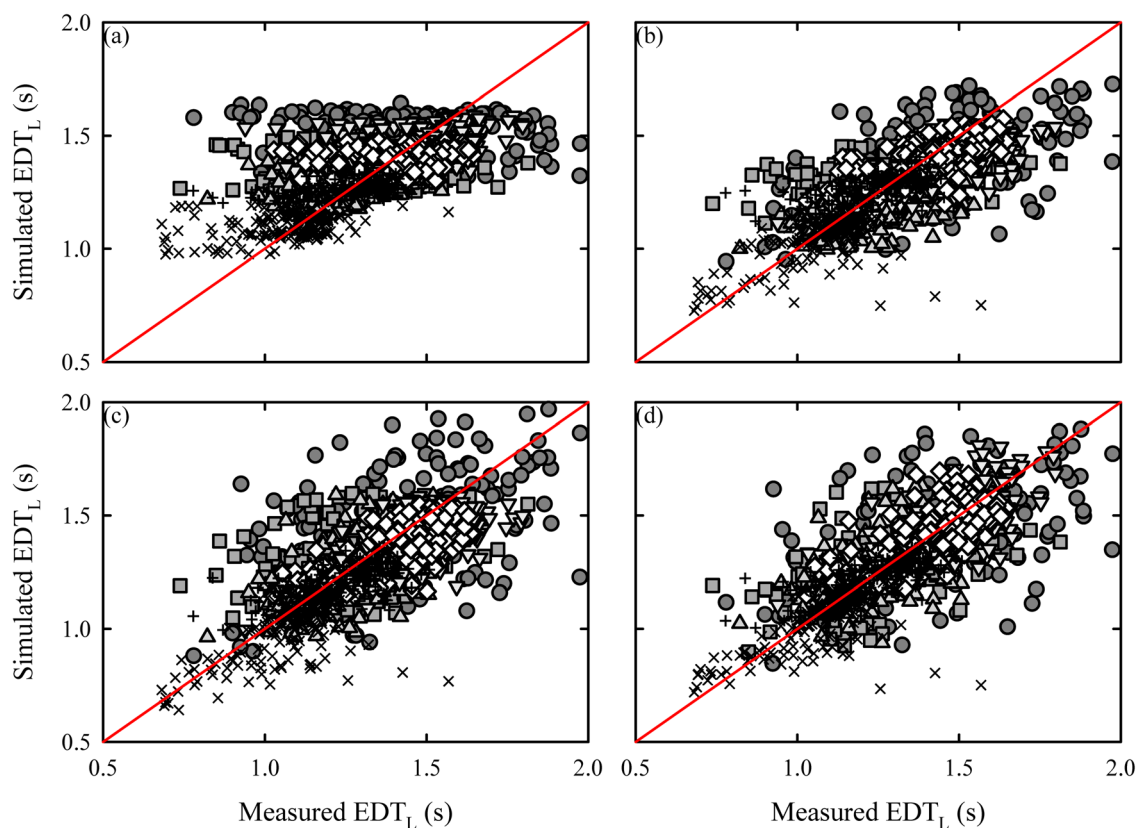 2.0
(a)
(b)
1.5
1.0
0.5
Simulated EDT_L (s)
2.0
(c)
(d)
1.5
1.0
0.5
Simulated EDT_L (s)
0.5 1.0 1.5 2.0
1.0 1.5 2.0
Measured EDT_L (s)
Measured EDT_L (s)